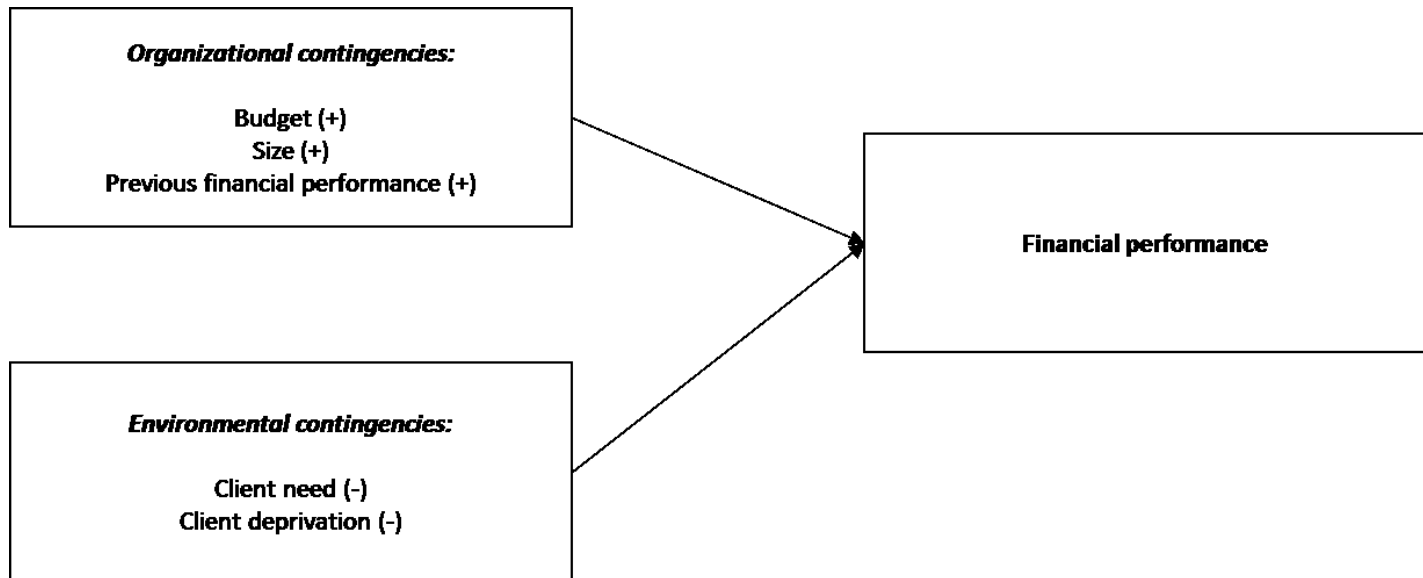 Organizational contingencies:
Budget (+)
Size (+)
Previous financial performance (+)
Financial performance
Environmental contingencies:
Client need (-)
Client deprivation (-)